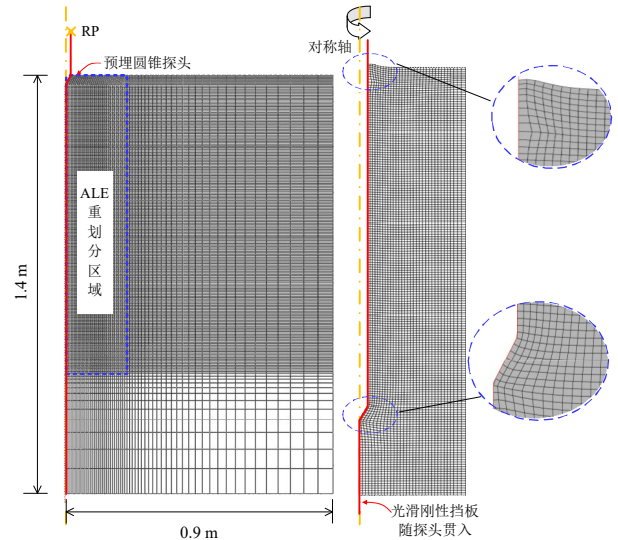 RP
预埋圆锥探头
对称轴
ALE
重
划
分
区
域
1.4 m
0.9 m
光滑刚性挡板
随探头贯入